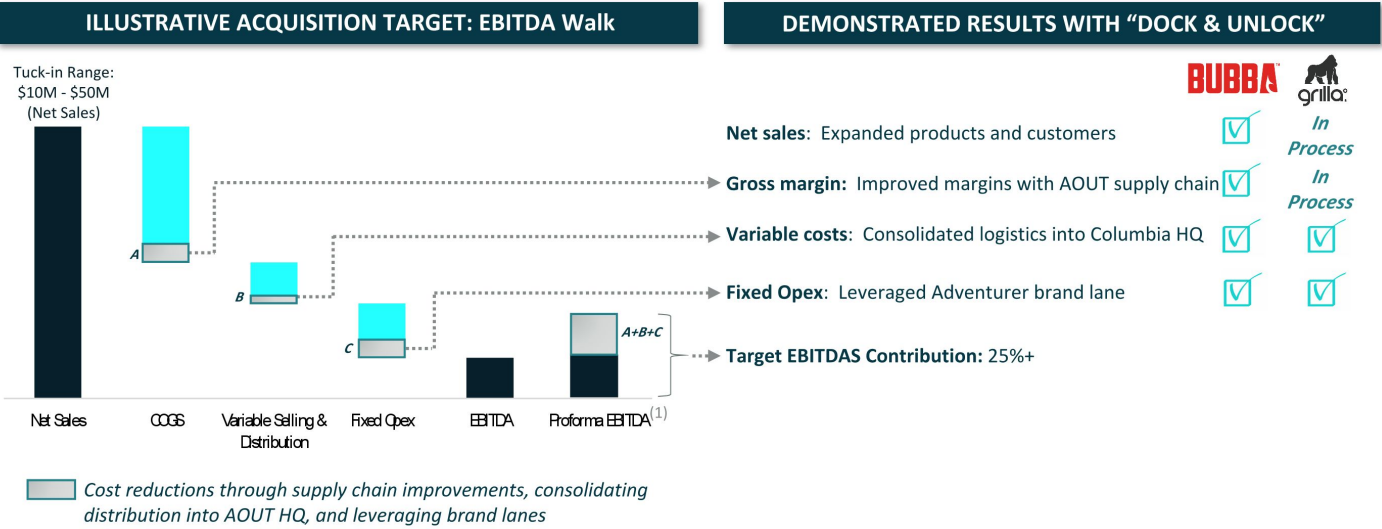 ILLUSTRATIVE ACQUISITION TARGET: EBITDA Walk
Tuck-in Range:
$10M - $50M
(Net Sales)
A
B
C
A+B+C
Net Sales
COGS
Variable Selling &
Distribution
Fixed Opex
EBITDA
Proforma EBITDA(1)
Cost reductions through supply chain improvements, consolidating
distribution into AOUT HQ, and leveraging brand lanes
DEMONSTRATED RESULTS WITH “DOCK & UNLOCK”
BUBBA™
grilla
Net sales: Expanded products and customers
In
Process
Gross margin: Improved margins with AOUT supply chain
In
Process
Variable costs: Consolidated logistics into Columbia HQ
Fixed Opex: Leveraged Adventurer brand lane
Target EBITDAS Contribution: 25%+